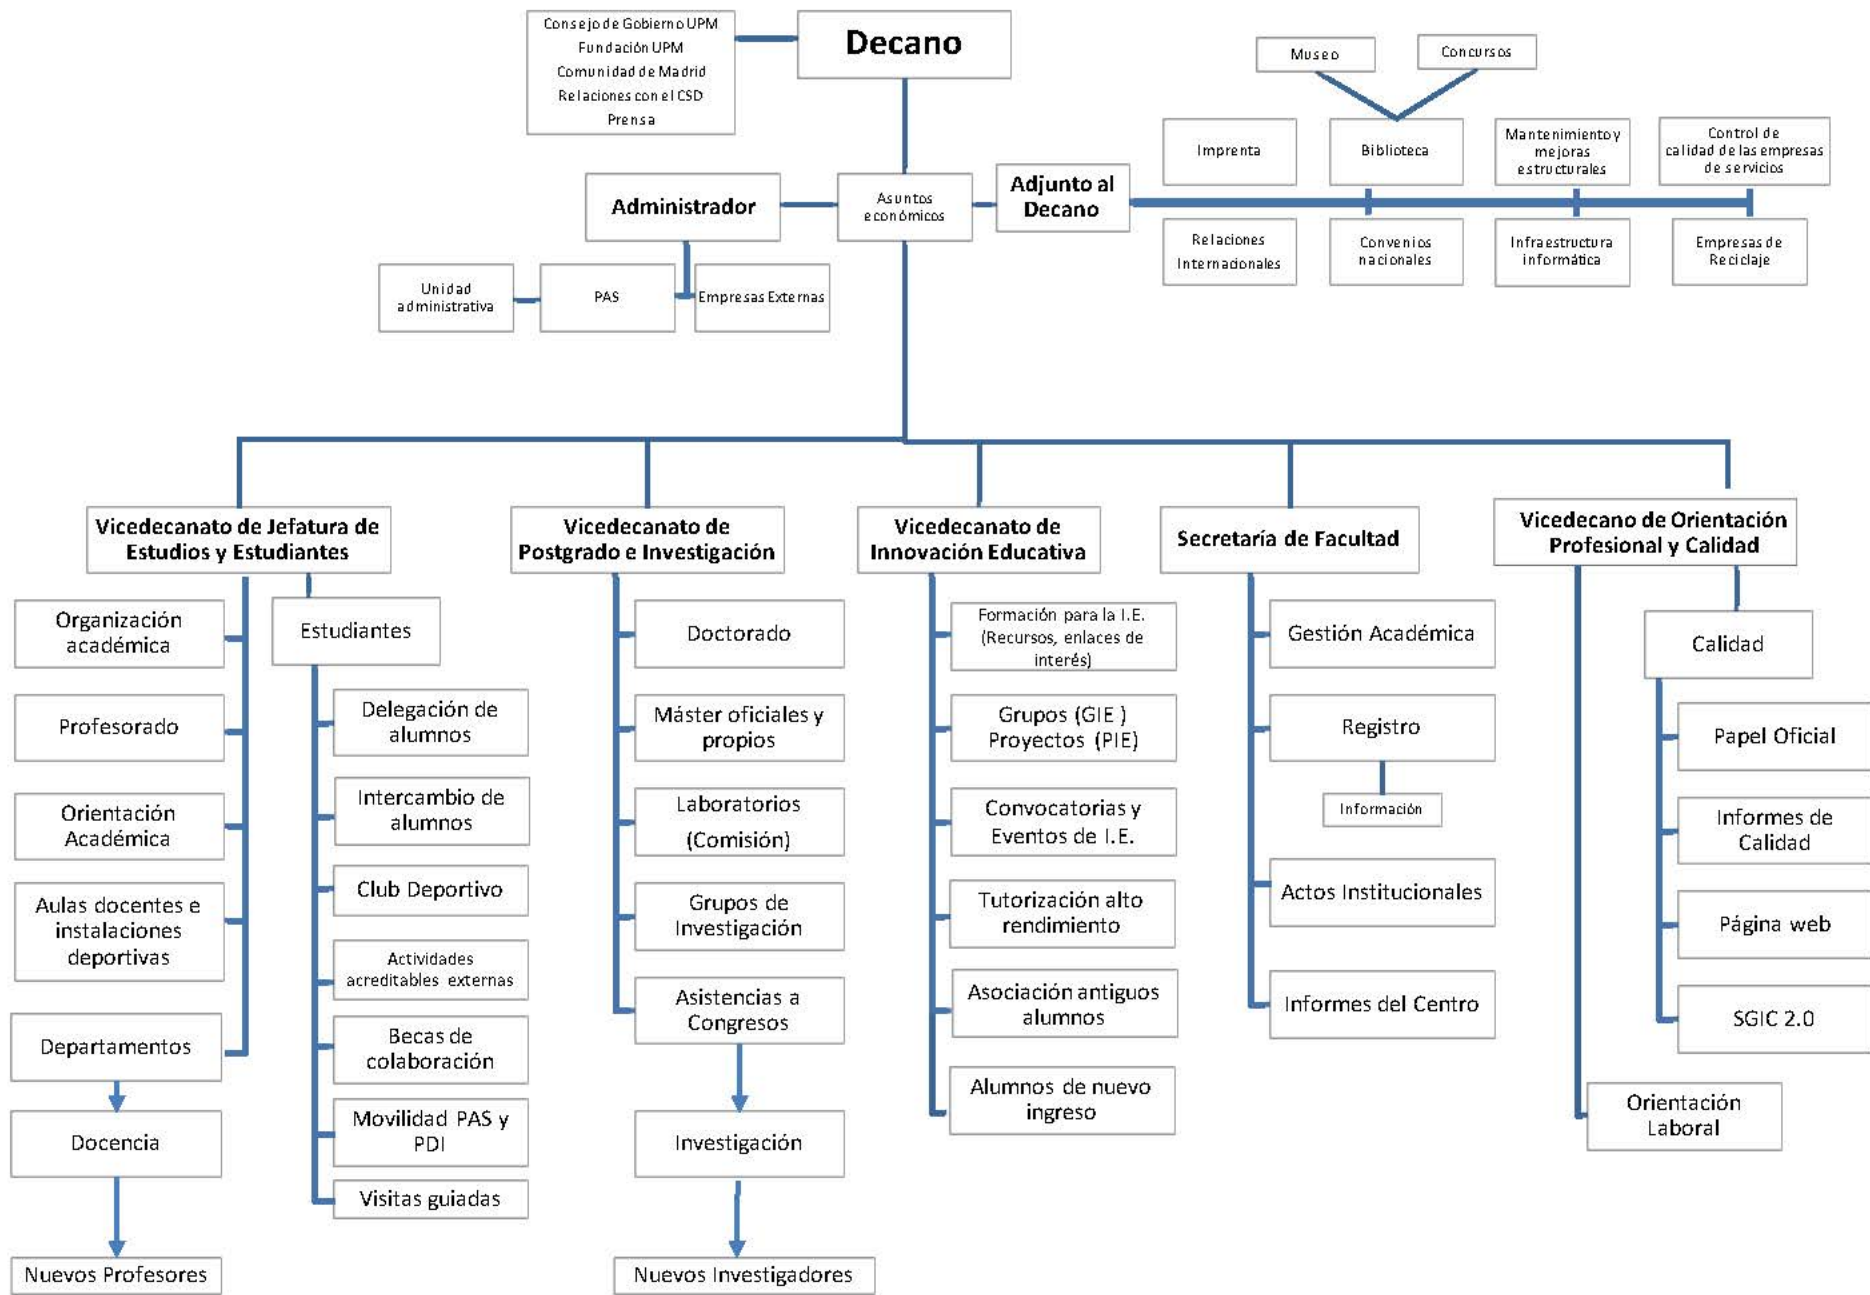 Consejo de Gobierno UPM
Fundación UPM
Comunidad de Madrid
Relaciones con el CSD
Prensa
Decano
Museo
Concursos
Imprenta
Biblioteca
Mantenimiento y
mejoras
estructurales
Control de
calidad de las empresas
de servicios
Administrador
Asuntos
económicos
Adjunto al
Decano
Relaciones
Internacionales
Convenios
nacionales
Infraestructura
informática
Empresas de
Reciclaje
Unidad
administrativa
PAS
Empresas Externas
Vicedecanato de Jefatura de
Estudios y Estudiantes
Organización
académica
Profesorado
Orientación
Académica
Aulas docentes e
instalaciones
deportivas
Departamentos
Docencia
Nuevos Profesores
Estudiantes
Delegación de
alumnos
Intercambio de
alumnos
Club Deportivo
Actividades
acreditables externas
Becas de
colaboración
Movilidad PAS y
PDI
Visitas guiadas
Vicedecanato de
Postgrado e Investigación
Doctorado
Máster oficiales y
propios
Laboratorios
(Comisión)
Grupos de
Investigación
Asistencias a
Congresos
Investigación
Nuevos Investigadores
Vicedecanato de
Innovación Educativa
Formación para la I.E.
(Recursos, enlaces de
interés)
Grupos (GIE )
Proyectos (PIE)
Convocatorias y
Eventos de I.E.
Tutorización alto
rendimiento
Asociación antiguos
alumnos
Alumnos de nuevo
ingreso
Secretaría de Facultad
Gestión Académica
Registro
Información
Actos Institucionales
Informes del Centro
Vicedecano de Orientación
Profesional y Calidad
Calidad
Papel Oficial
Informes de
Calidad
Página web
SGIC 2.0
Orientación
Laboral